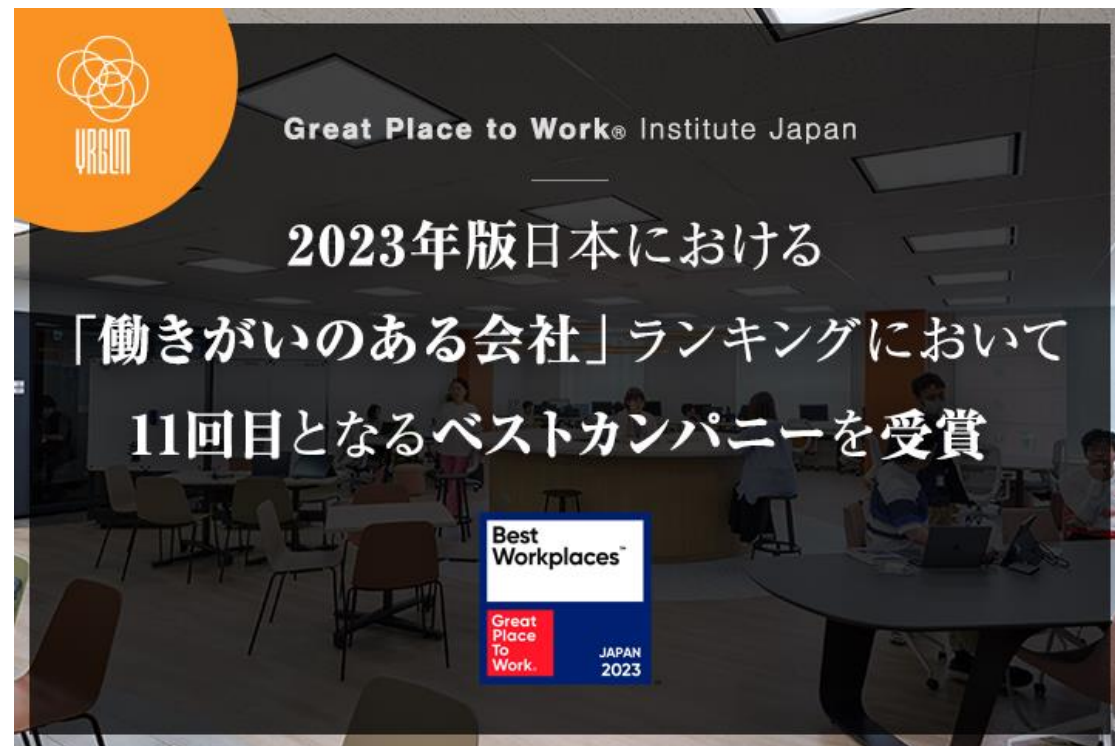 VRGLM
Great Place to Work® Institute Japan
2023年版日本における
「働きがいのある会社」ランキングにおいて
11回目となるベストカンパニーを受賞
Best
Workplaces™
Great
Place
To
Work.
JAPAN
2023